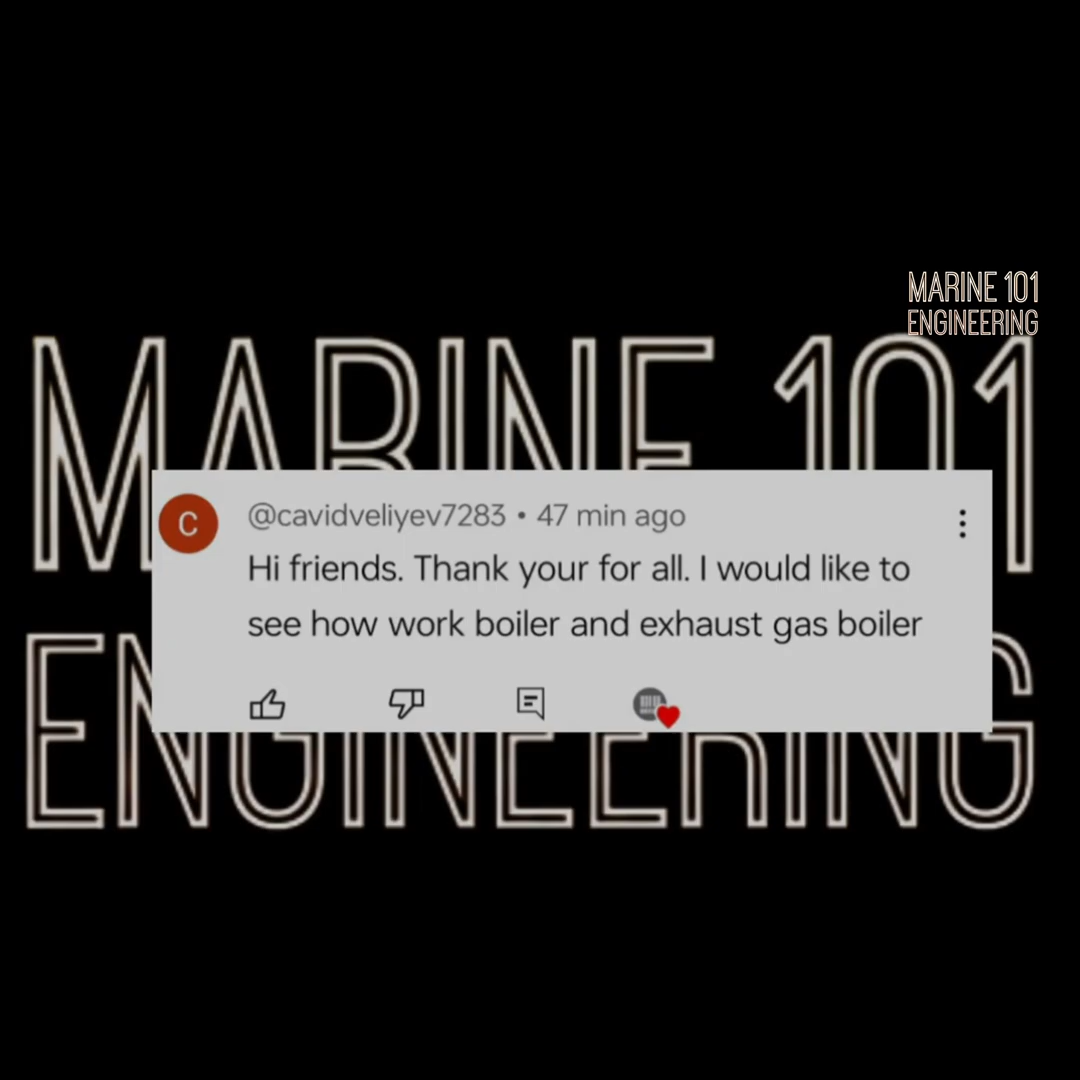 MARINE 101
ENGINEERING
MARINE 101
@cavidveliyev7283 • 47 min ago
Hi friends. Thank your for all. I would like to
see how work boiler and exhaust gas boiler
ENGINEERING
C